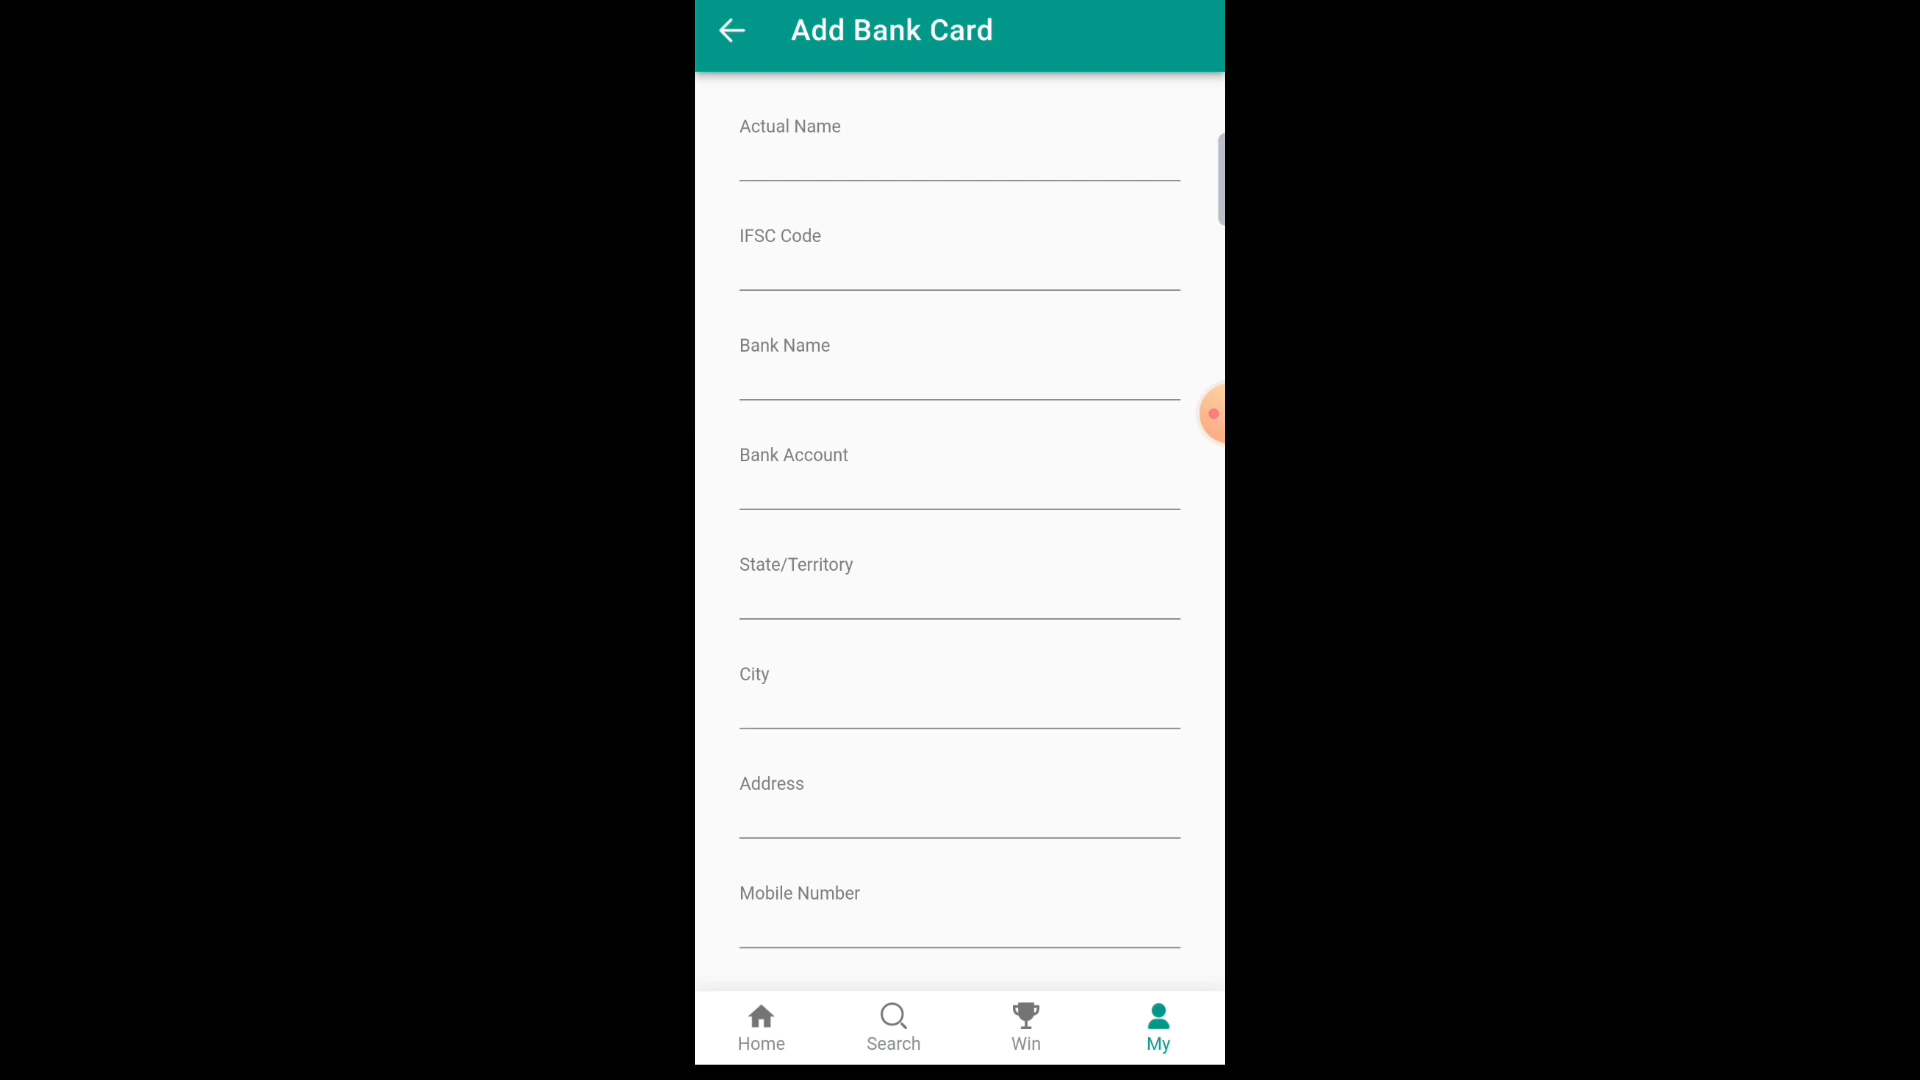 Add Bank Card
Actual Name
IFSC Code
Bank Name
Bank Account
State/Territory
City
Address
Mobile Number
Home Search Win My